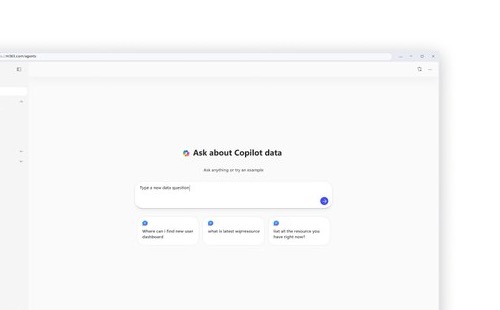 Ask about Copilot data
Ask anything or try an example
Type a new data question
Where can i find new user
dashboard
what is latest wipresource
list all the resource you
have right now?